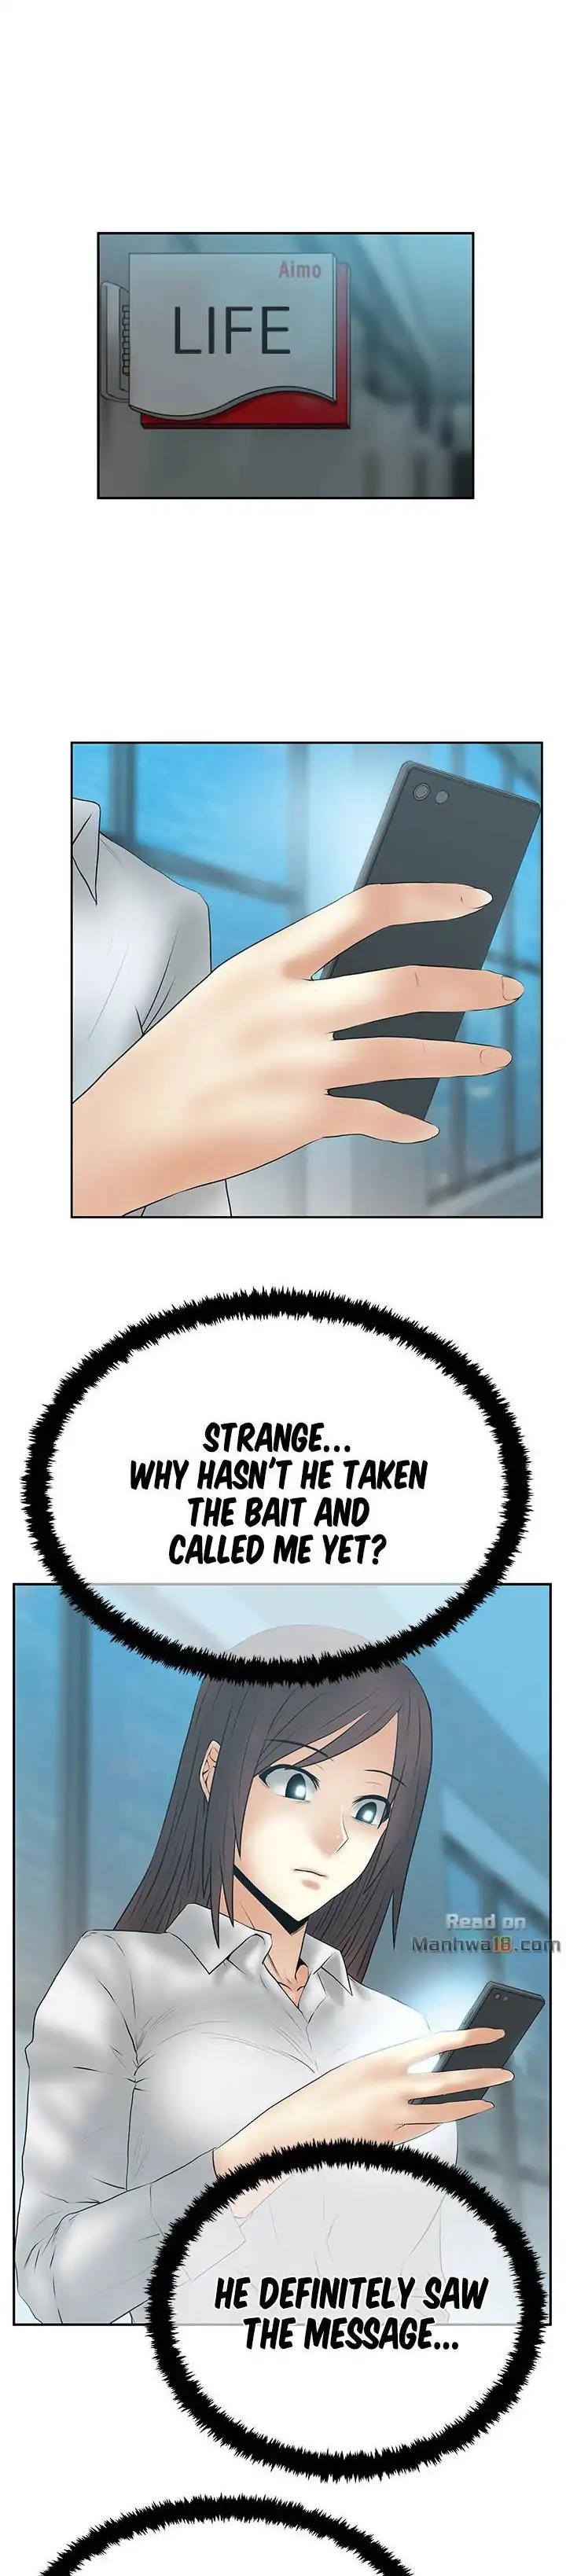 Aimo
LIFE
STRANGE...
WHY HASN'T HE TAKEN
THE BAIT AND
CALLED ME YET?
Read on
Manhwa18.com
HE DEFINITELY SAW
THE MESSAGE...